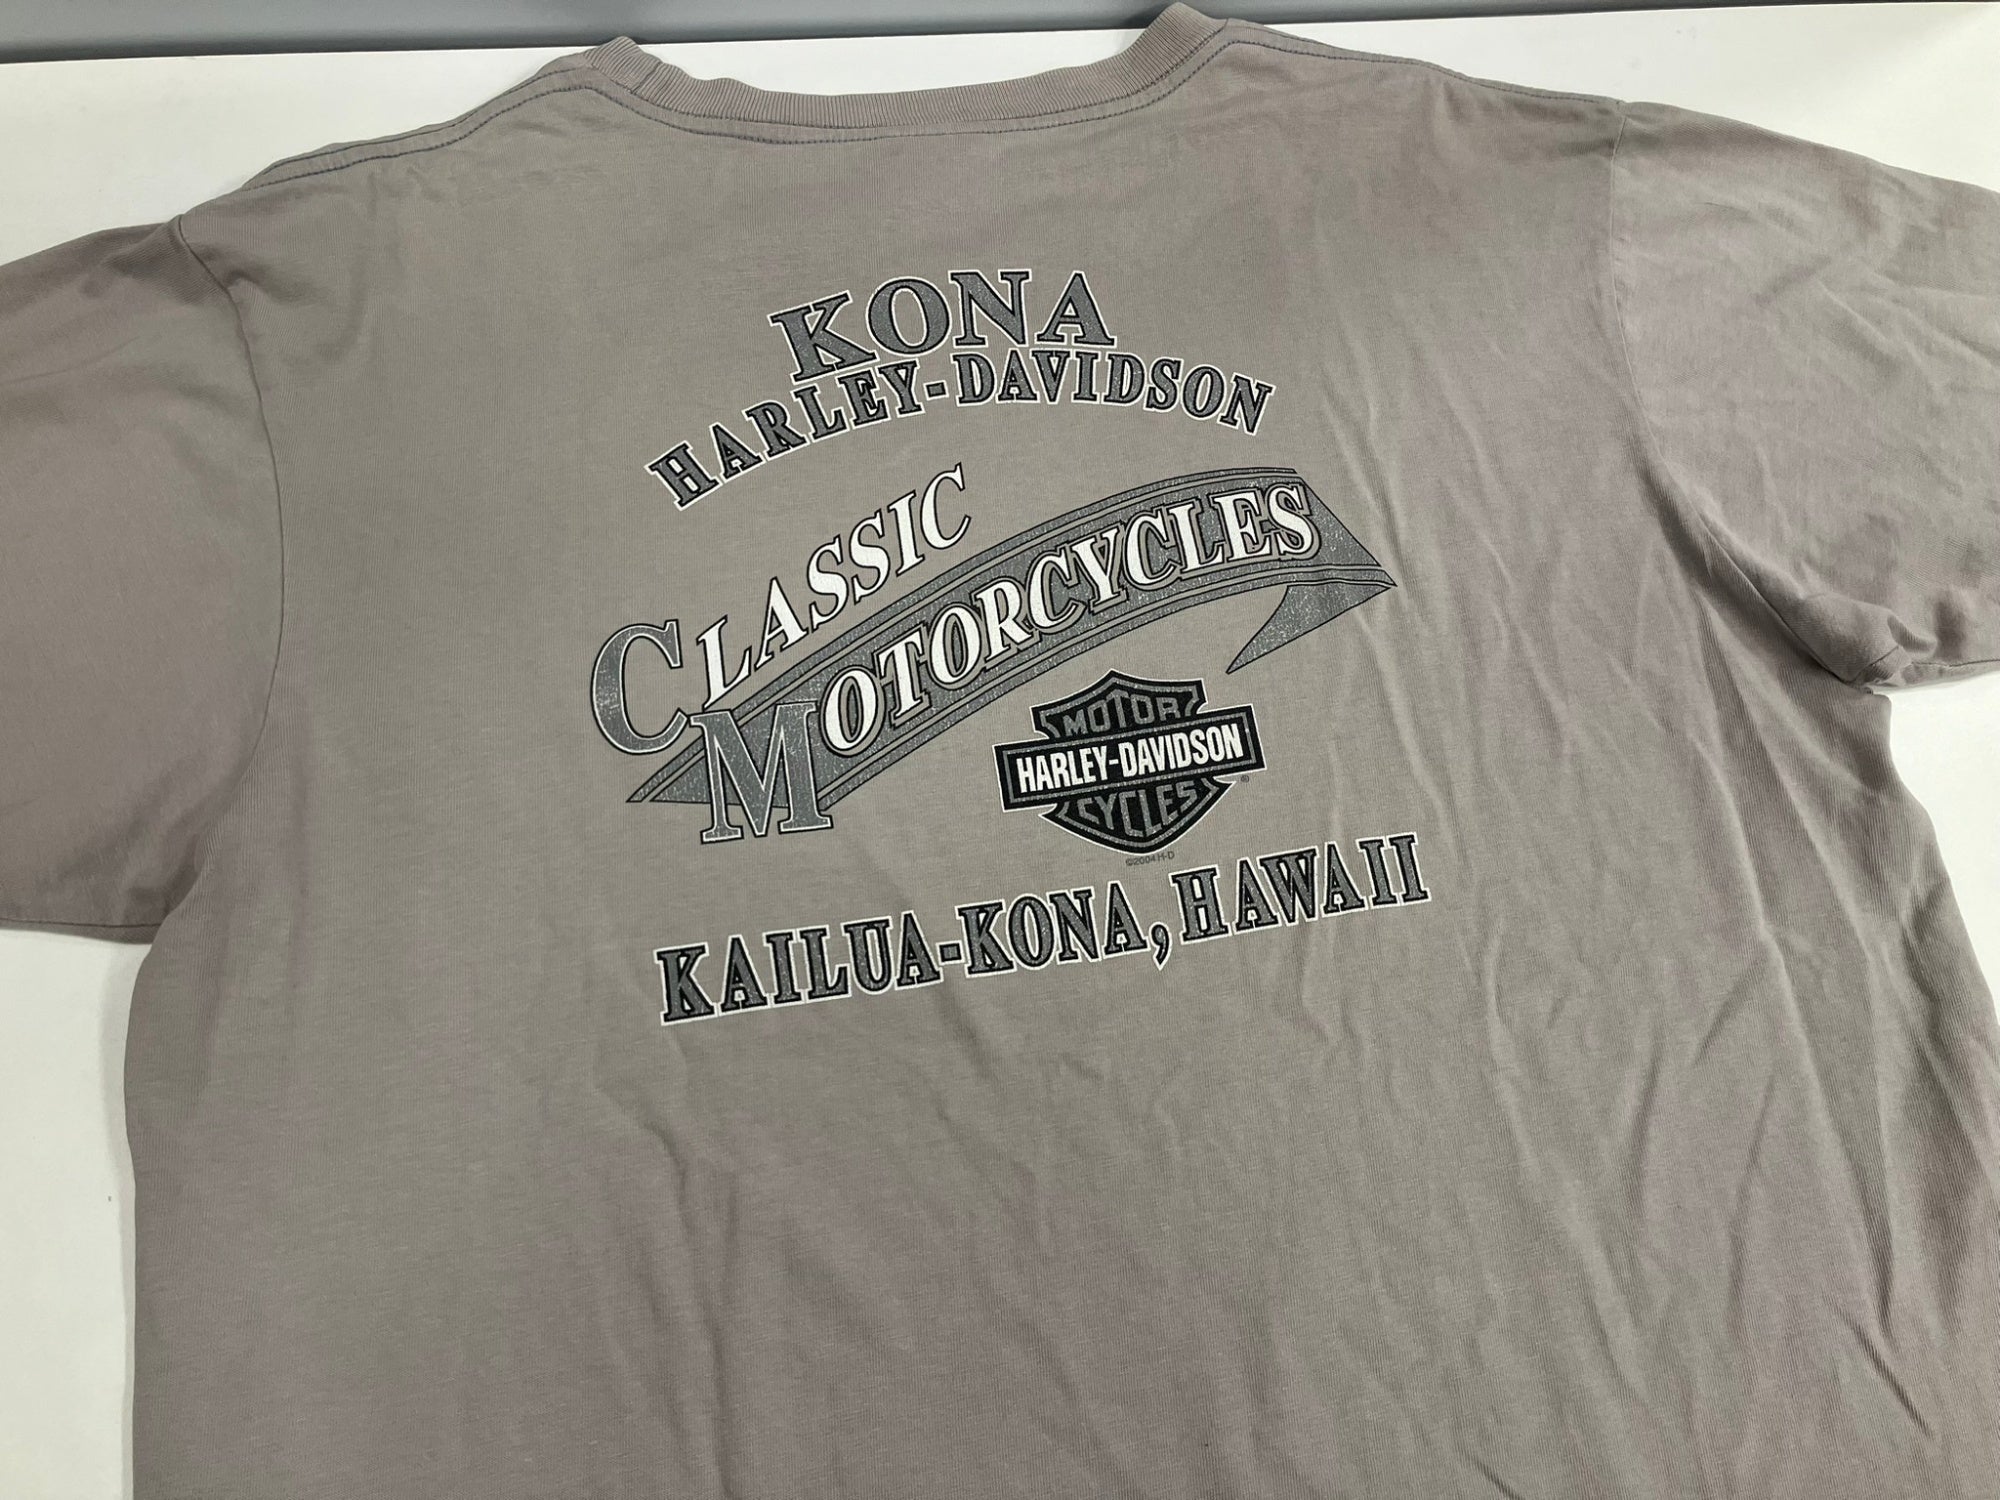 KONA
HARLEY-DAVIDSON
CLASSIC
MOTORCYCLES
MOTOR
HARLEY-DAVIDSON
CYCLES
®
©2004 H-D
KAILUA-KONA, HAWAII